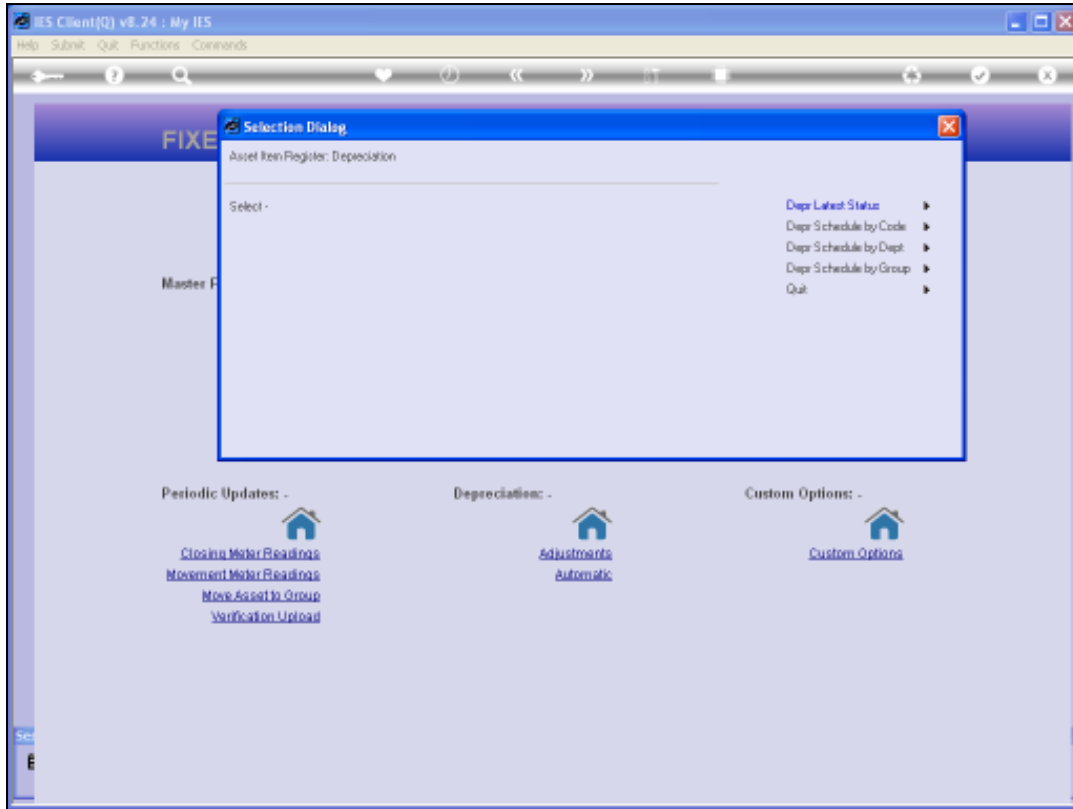 IES Client(Q) v8.24 : My IES
Help Submit Quit Functions Commands
FIXE
Selection Dialog
Asset Item Register: Depreciation
Select -
Depr Latest Status
Depr Schedule by Code
Depr Schedule by Dept
Depr Schedule by Group
Quit
Master F
Periodic Updates: -
Closing Meter Readings
Movement Meter Readings
Move Asset to Group
Verification Upload
Depreciation: -
Adjustments
Automatic
Custom Options: -
Custom Options
Ses